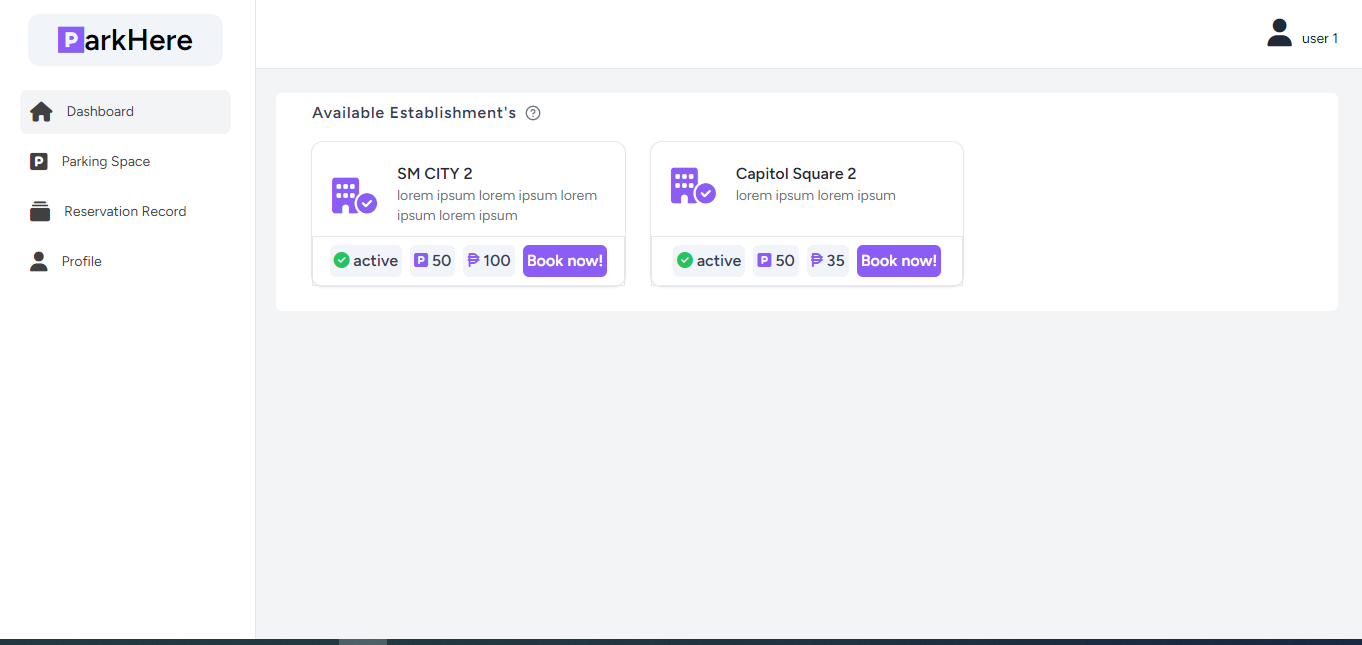 ParkHere
user 1
Dashboard
Parking Space
Reservation Record
Profile
Available Establishment's
SM CITY 2
lorem ipsum lorem ipsum lorem
ipsum lorem ipsum
active P 50 ₱ 100 Book now!
Capitol Square 2
lorem ipsum lorem ipsum
active P 50 ₱ 35 Book now!